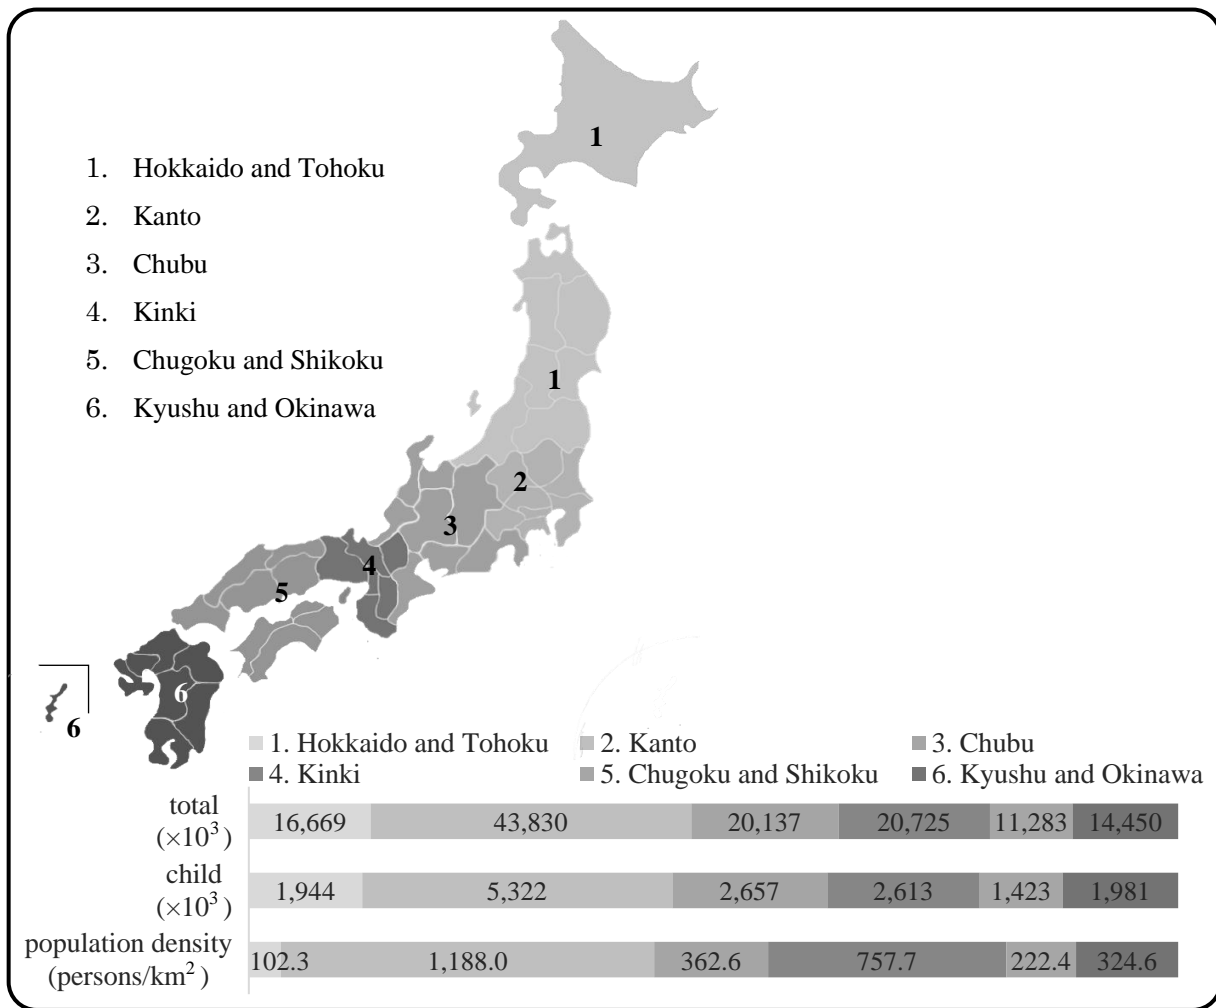 1
1. Hokkaido and Tohoku
2. Kanto
3. Chubu
4. Kinki
5. Chugoku and Shikoku
6. Kyushu and Okinawa
1
2
3
4
5
6
6
1. Hokkaido and Tohoku 2. Kanto 3. Chubu
4. Kinki 5. Chugoku and Shikoku 6. Kyushu and Okinawa
total
(×10³)
16,669 43,830 20,137 20,725 11,283 14,450
child
(×10³)
1,944 5,322 2,657 2,613 1,423 1,981
population density
(persons/km²)
102.3 1,188.0 362.6 757.7 222.4 324.6